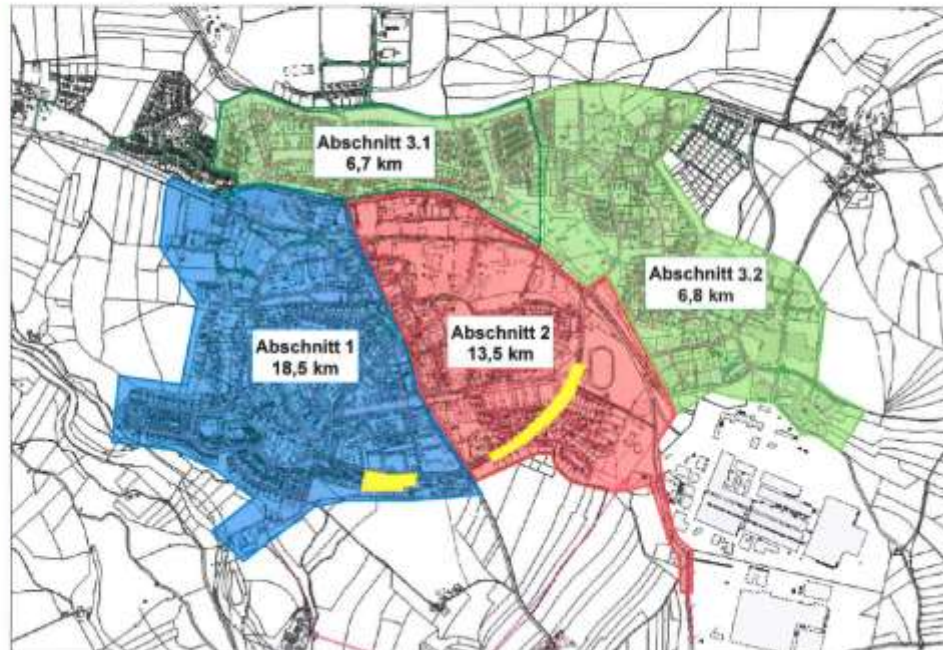 Abschnitt 3.1
6,7 km
Abschnitt 3.2
6,8 km
Abschnitt 2
13,5 km
Abschnitt 1
18,5 km